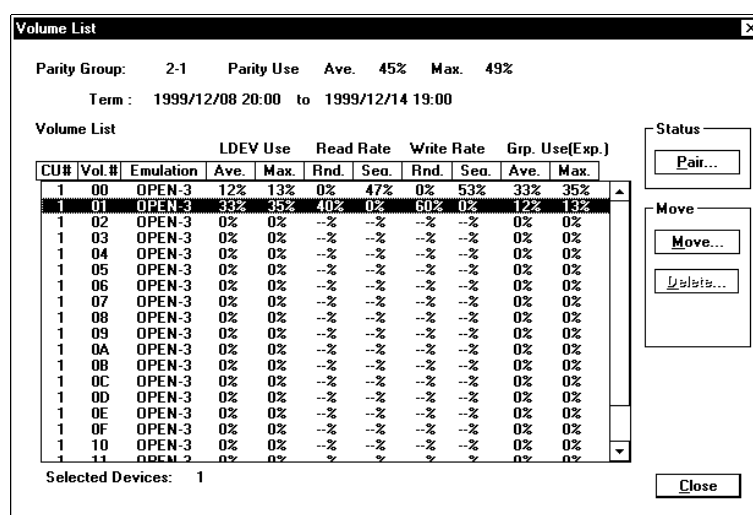 Volume List
Parity Group: 2-1 Parity Use Ave. 45% Max. 49%
Term : 1999/12/08 20:00 to 1999/12/14 19:00
Volume List
LDEV Use Read Rate Write Rate Grp. Use(Exp.)
CU# Vol.# Emulation Ave. Max. Rnd. Seq. Rnd. Seq. Ave. Max.
1 00 OPEN-3 12% 13% 0% 47% 0% 53% 33% 35%
1 01 OPEN-3 33% 35% 40% 0% 60% 0% 12% 13%
1 02 OPEN-3 0% 0% --% --% --% --% 0% 0%
1 03 OPEN-3 0% 0% --% --% --% --% 0% 0%
1 04 OPEN-3 0% 0% --% --% --% --% 0% 0%
1 05 OPEN-3 0% 0% --% --% --% --% 0% 0%
1 06 OPEN-3 0% 0% --% --% --% --% 0% 0%
1 07 OPEN-3 0% 0% --% --% --% --% 0% 0%
1 08 OPEN-3 0% 0% --% --% --% --% 0% 0%
1 09 OPEN-3 0% 0% --% --% --% --% 0% 0%
1 0A OPEN-3 0% 0% --% --% --% --% 0% 0%
1 0B OPEN-3 0% 0% --% --% --% --% 0% 0%
1 0C OPEN-3 0% 0% --% --% --% --% 0% 0%
1 0D OPEN-3 0% 0% --% --% --% --% 0% 0%
1 0E OPEN-3 0% 0% --% --% --% --% 0% 0%
1 0F OPEN-3 0% 0% --% --% --% --% 0% 0%
1 10 OPEN-3 0% 0% --% --% --% --% 0% 0%
Selected Devices: 1
Status
Pair...
Move
Move...
Delete...
Close